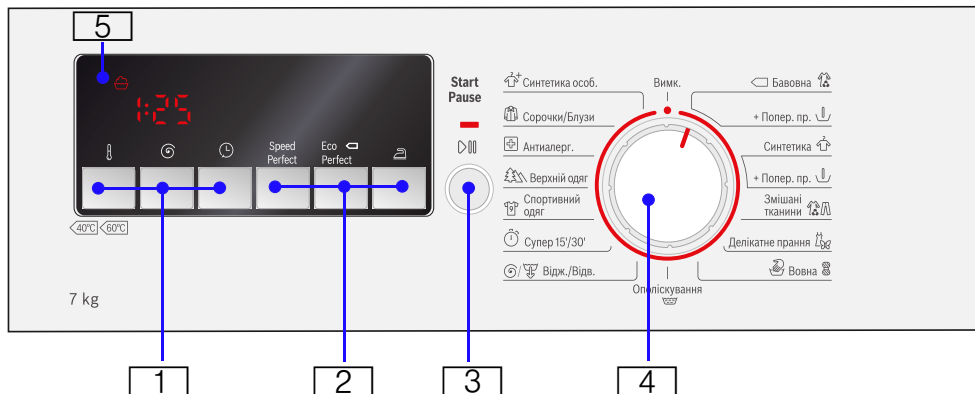 5
1:25
Speed
Perfect
Eco
Perfect
40°C 60°C
7 kg
Start
Pause
Синтетика особ.
Сорочки/Блузи
Антиалерг.
Верхній одяг
Спортивний
одяг
Супер 15'/30'
Відж./Відв.
Вимк.
Ополіскування
Бавовна
+ Попер. пр.
Синтетика
+ Попер. пр.
Змішані
тканини
Делікатне прання
Вовна
1 2 3 4